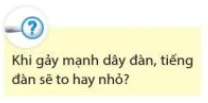 ?
Khi gảy mạnh dây đàn, tiếng
đàn sẽ to hay nhỏ?